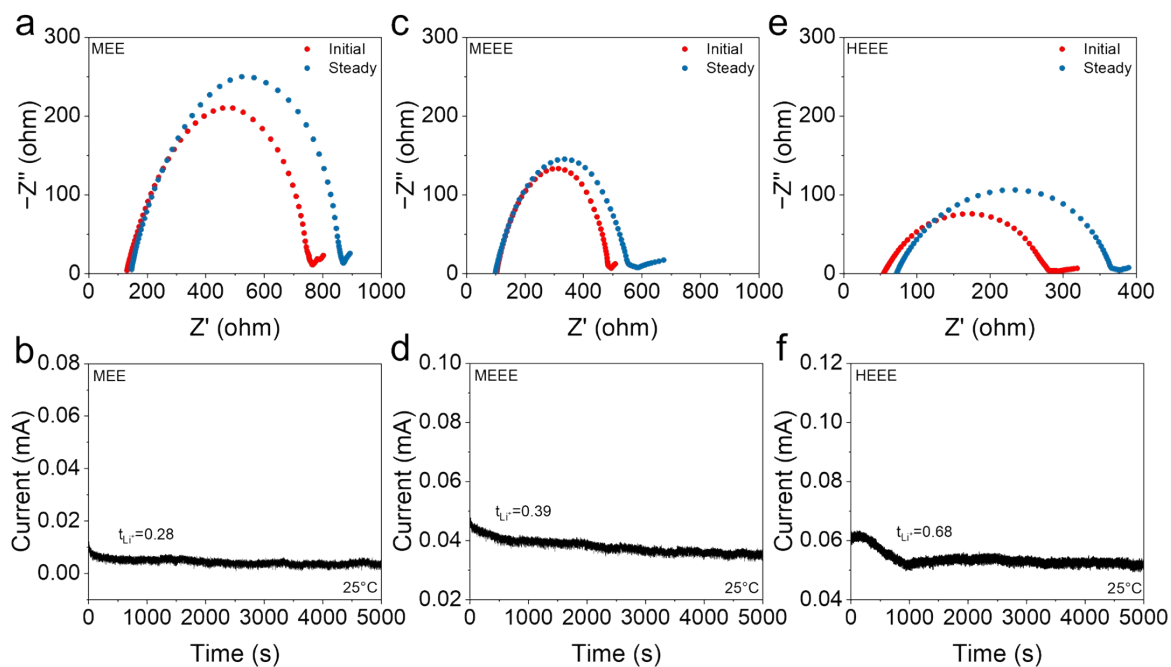 a
MEE
Initial
Steady
300
200
100
0
−Z'' (ohm)
0 200 400 600 800 1000
Z' (ohm)
c
MEEE
Initial
Steady
300
200
100
0
−Z'' (ohm)
0 200 400 600 800 1000
Z' (ohm)
e
HEEE
Initial
Steady
300
200
100
0
−Z'' (ohm)
0 100 200 300 400
Z' (ohm)
b
MEE
0.08
0.06
0.04
0.02
0.00
Current (mA)
tLi+=0.28
25°C
0 1000 2000 3000 4000 5000
Time (s)
d
MEEE
0.10
0.08
0.06
0.04
0.02
Current (mA)
tLi+=0.39
25°C
0 1000 2000 3000 4000 5000
Time (s)
f
HEEE
0.12
0.10
0.08
0.06
0.04
Current (mA)
tLi+=0.68
25°C
0 1000 2000 3000 4000 5000
Time (s)